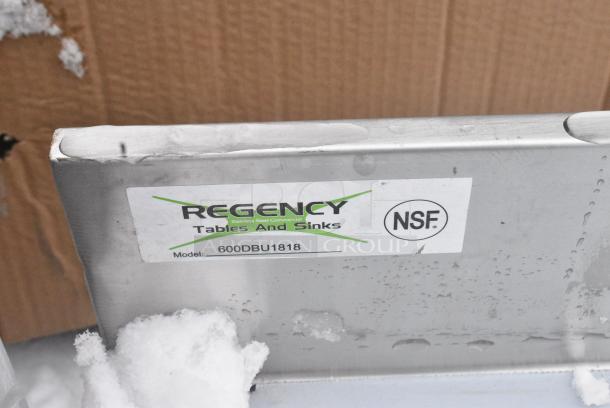 REGENCY
Tables And Sinks
NSF.
Model: 600DBU1818